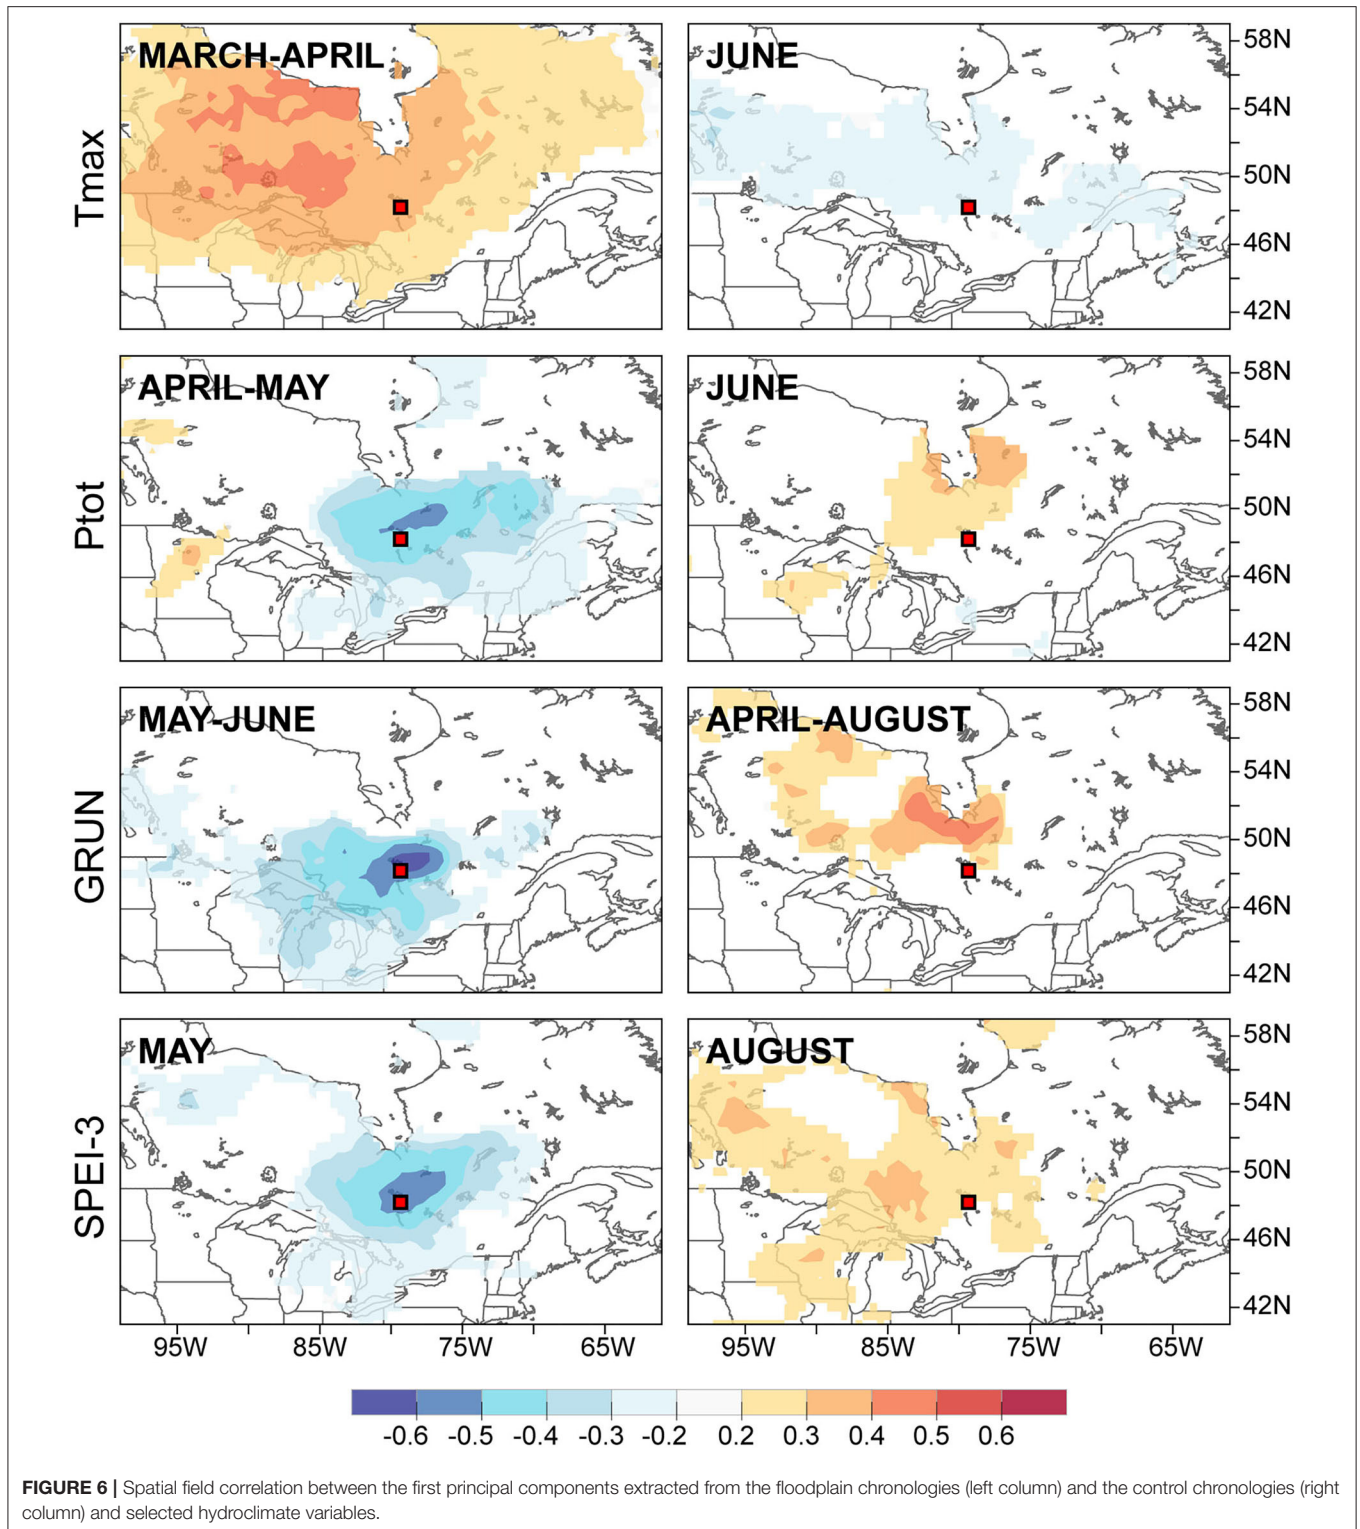 MARCH-APRIL
JUNE
Tmax
58N
54N
50N
46N
42N
APRIL-MAY
JUNE
Ptot
58N
54N
50N
46N
42N
MAY-JUNE
APRIL-AUGUST
GRUN
58N
54N
50N
46N
42N
MAY
AUGUST
SPEI-3
58N
54N
50N
46N
42N
95W 85W 75W 65W 95W 85W 75W 65W
-0.6 -0.5 -0.4 -0.3 -0.2 0.2 0.3 0.4 0.5 0.6
FIGURE 6 | Spatial field correlation between the first principal components extracted from the floodplain chronologies (left column) and the control chronologies (right
column) and selected hydroclimate variables.